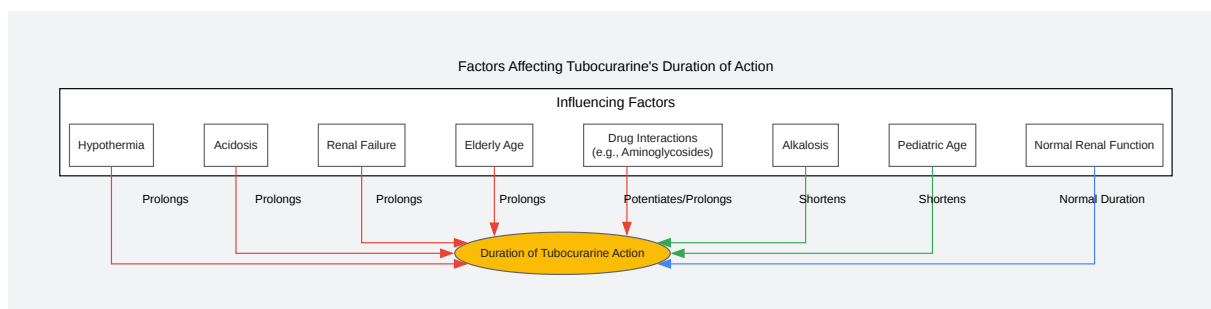 Factors Affecting Tubocurarine's Duration of Action
Influencing Factors
Hypothermia
Acidosis
Renal Failure
Elderly Age
Drug Interactions
(e.g., Aminoglycosides)
Alkalosis
Pediatric Age
Normal Renal Function
Prolongs
Prolongs
Prolongs
Prolongs
Potentiates/Prolongs
Shortens
Shortens
Normal Duration
Duration of Tubocurarine Action